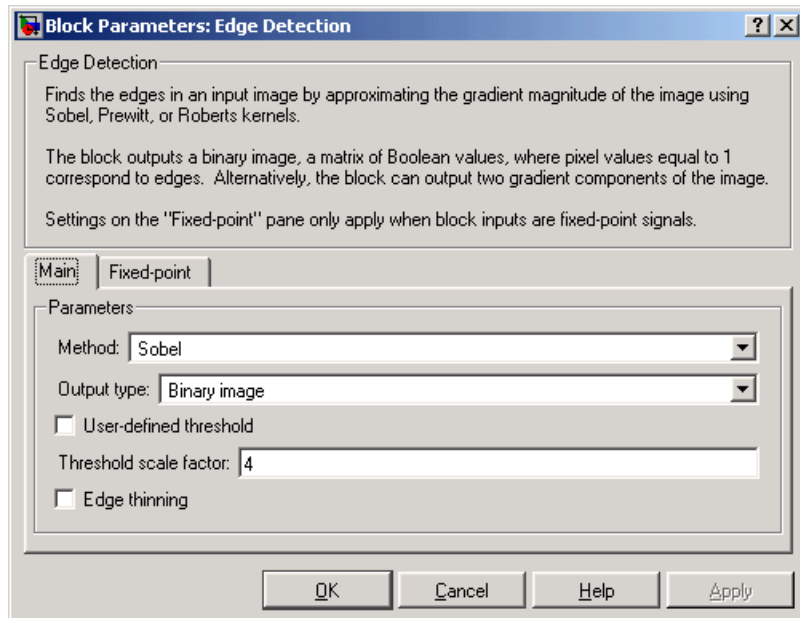 Block Parameters: Edge Detection
Edge Detection
Finds the edges in an input image by approximating the gradient magnitude of the image using
Sobel, Prewitt, or Roberts kernels.
The block outputs a binary image, a matrix of Boolean values, where pixel values equal to 1
correspond to edges.  Alternatively, the block can output two gradient components of the image.
Settings on the "Fixed-point" pane only apply when block inputs are fixed-point signals.
Main Fixed-point
Parameters
Method: Sobel
Output type: Binary image
User-defined threshold
Threshold scale factor: 4
Edge thinning
OK Cancel Help Apply